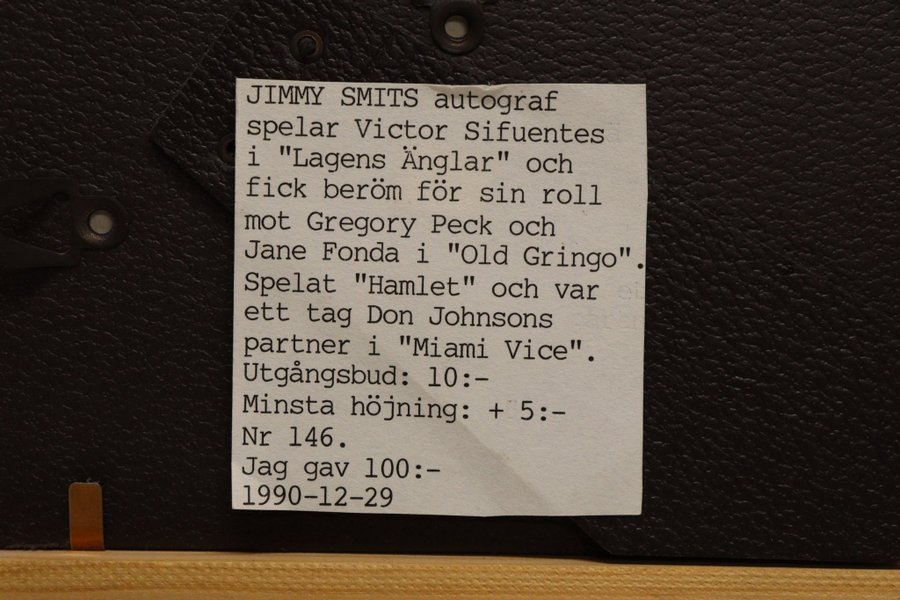 JIMMY SMITS autograf
spelar Victor Sifuentes
i "Lagens Änglar" och
fick beröm för sin roll
mot Gregory Peck och
Jane Fonda i "Old Gringo".
Spelat "Hamlet" och var
ett tag Don Johnsons
partner i "Miami Vice".
Utgångsbud: 10:-
Minsta höjning: + 5:-
Nr 146.
Jag gav 100:-
1990-12-29